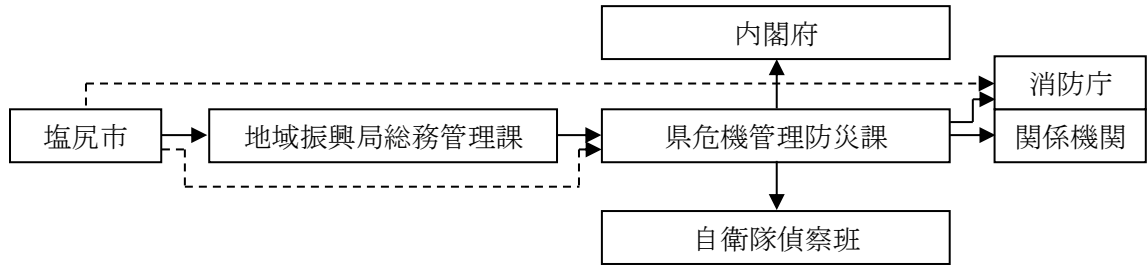 内閣府
消防庁
塩尻市
地域振興局総務管理課
県危機管理防災課
関係機関
自衛隊偵察班